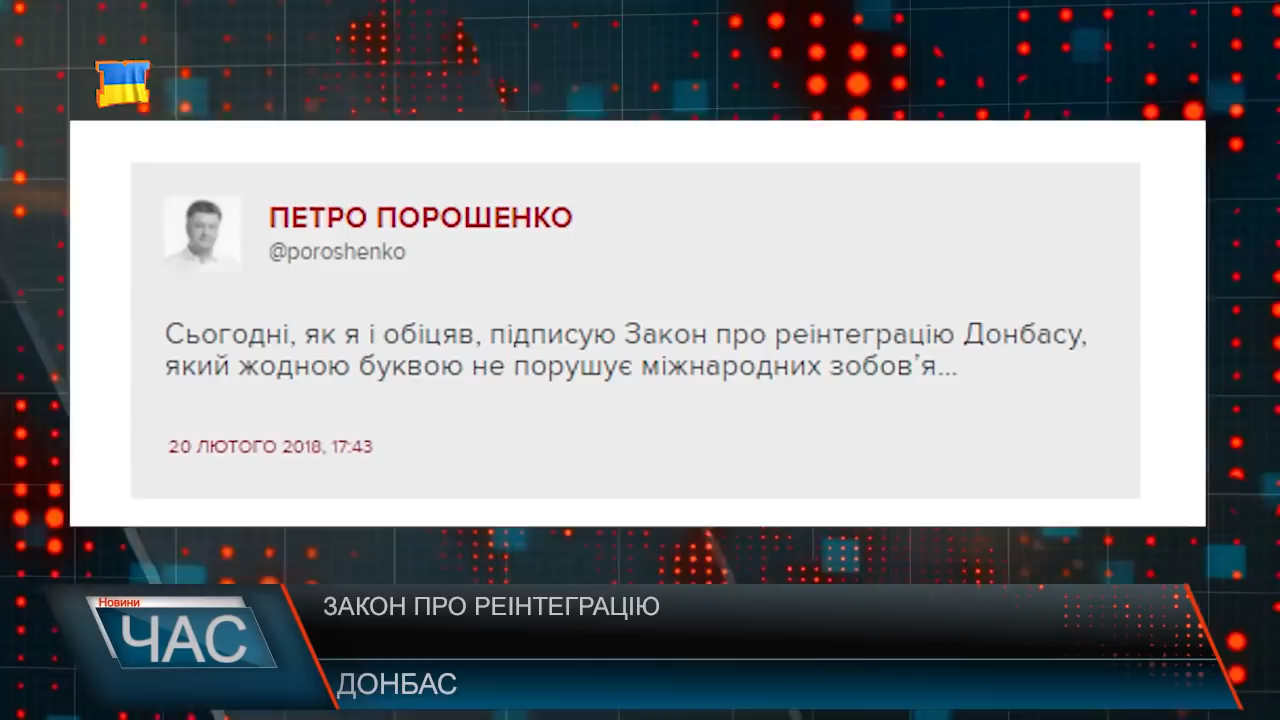 ПЕТРО ПОРОШЕНКО
@poroshenko
Сьогодні, як я і обіцяв, підписую Закон про реінтеграцію Донбасу,
який жодною буквою не порушує міжнародних зобов’я...
20 ЛЮТОГО 2018, 17:43
Новини
ЧАС
ЗАКОН ПРО РЕІНТЕГРАЦІЮ
ДОНБАС